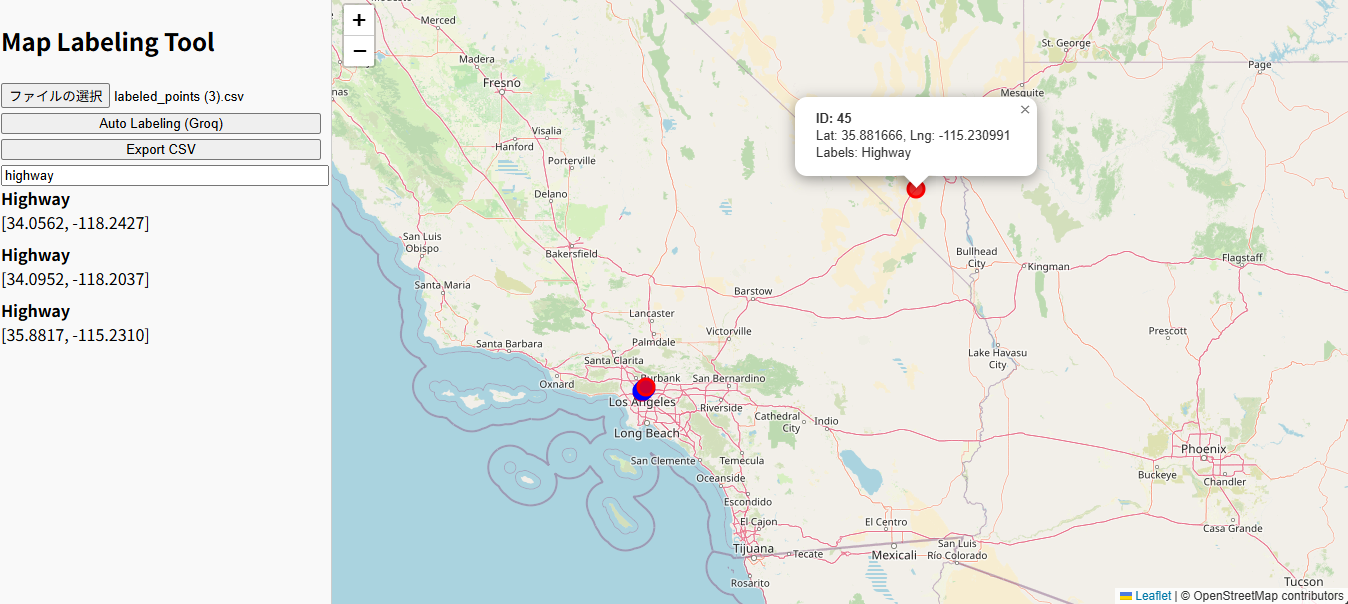 Map Labeling Tool
ファイルの選択 labeled_points (3).csv
Auto Labeling (Groq)
Export CSV
highway
Highway
[34.0562, -118.2427]
Highway
[34.0952, -118.2037]
Highway
[35.8817, -115.2310]
+
−
Merced
Madera
Fresno
Visalia
Hanford
Porterville
Delano
San Luis
Obispo
Bakersfield
Santa Maria
Barstow
Lancaster
Palmdale
Victorville
Santa Barbara
Santa Clarita
Oxnard
Burbank
San Bernardino
Los Angeles
Riverside
Cathedral
City
Indio
Long Beach
San Clemente
Temecula
Oceanside
Escondido
El Cajon
El Centro
Tijuana
Tecate
Mexicali
San Luis
Río Colorado
Rosarito
St. George
Page
Mesquite
ID: 45
×
Lat: 35.881666, Lng: -115.230991
Labels: Highway
Bullhead
City
Kingman
Flagstaff
Prescott
Lake Havasu
City
Phoenix
Buckeye
Chandler
Casa Grande
Tucson
Leaflet | © OpenStreetMap contributors